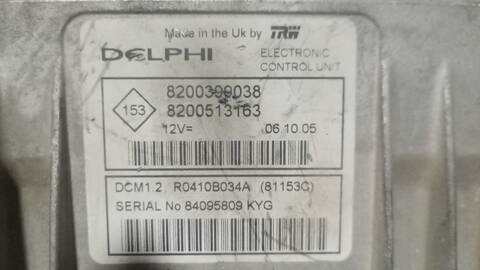 Made in the Uk by TRW
DELPHI ELECTRONIC
CONTROL UNIT
8200399038
153
8200513163
12V= 06.10.05
DCM1.2 R0410B034A (81153C)
SERIAL No 84095809 KYG